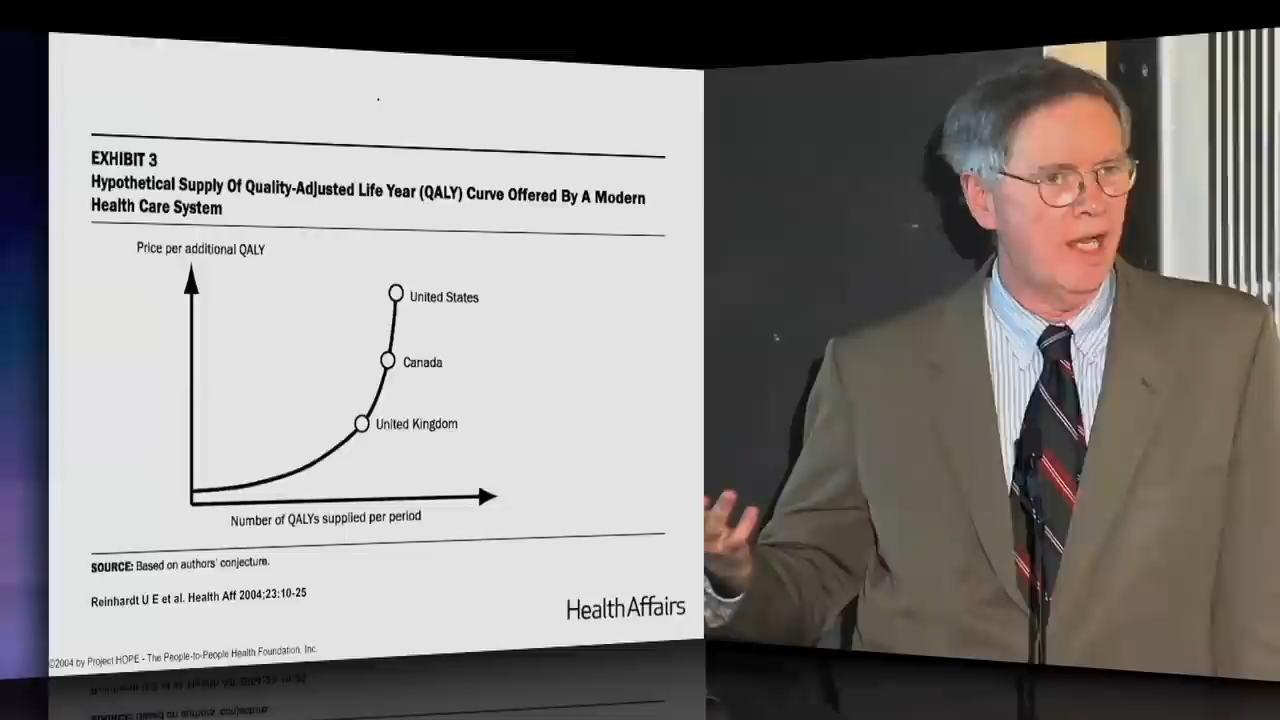 EXHIBIT 3
Hypothetical Supply Of Quality-Adjusted Life Year (QALY) Curve Offered By A Modern
Health Care System
Price per additional QALY
United States
Canada
United Kingdom
Number of QALYs supplied per period
SOURCE: Based on authors' conjecture.
Reinhardt U E et al. Health Aff 2004;23:10-25
HealthAffairs
©2004 by Project HOPE - The People-to-People Health Foundation, Inc.